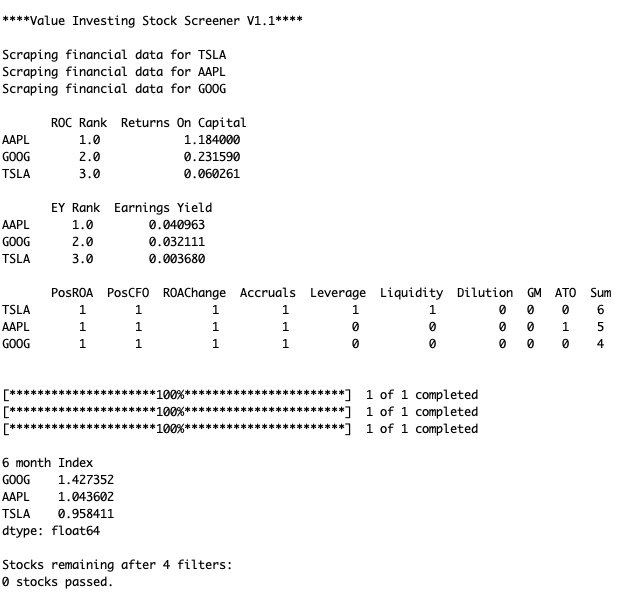 ****Value Investing Stock Screener V1.1****
Scraping financial data for TSLA
Scraping financial data for AAPL
Scraping financial data for GOOG
ROC Rank  Returns On Capital
AAPL       1.0            1.184000
GOOG       2.0            0.231590
TSLA       3.0            0.060261
EY Rank  Earnings Yield
AAPL      1.0        0.040963
GOOG      2.0        0.032111
TSLA      3.0        0.003680
PosROA  PosCFO  ROAChange  Accruals  Leverage  Liquidity  Dilution  GM  ATO  Sum
TSLA       1       1          1         1         1          1         0   0    0    6
AAPL       1       1          1         1         0          0         0   0    1    5
GOOG       1       1          1         1         0          0         0   0    0    4
[*********************100%***********************]  1 of 1 completed
[*********************100%***********************]  1 of 1 completed
[*********************100%***********************]  1 of 1 completed
6 month Index
GOOG    1.427352
AAPL    1.043602
TSLA    0.958411
dtype: float64
Stocks remaining after 4 filters:
0 stocks passed.